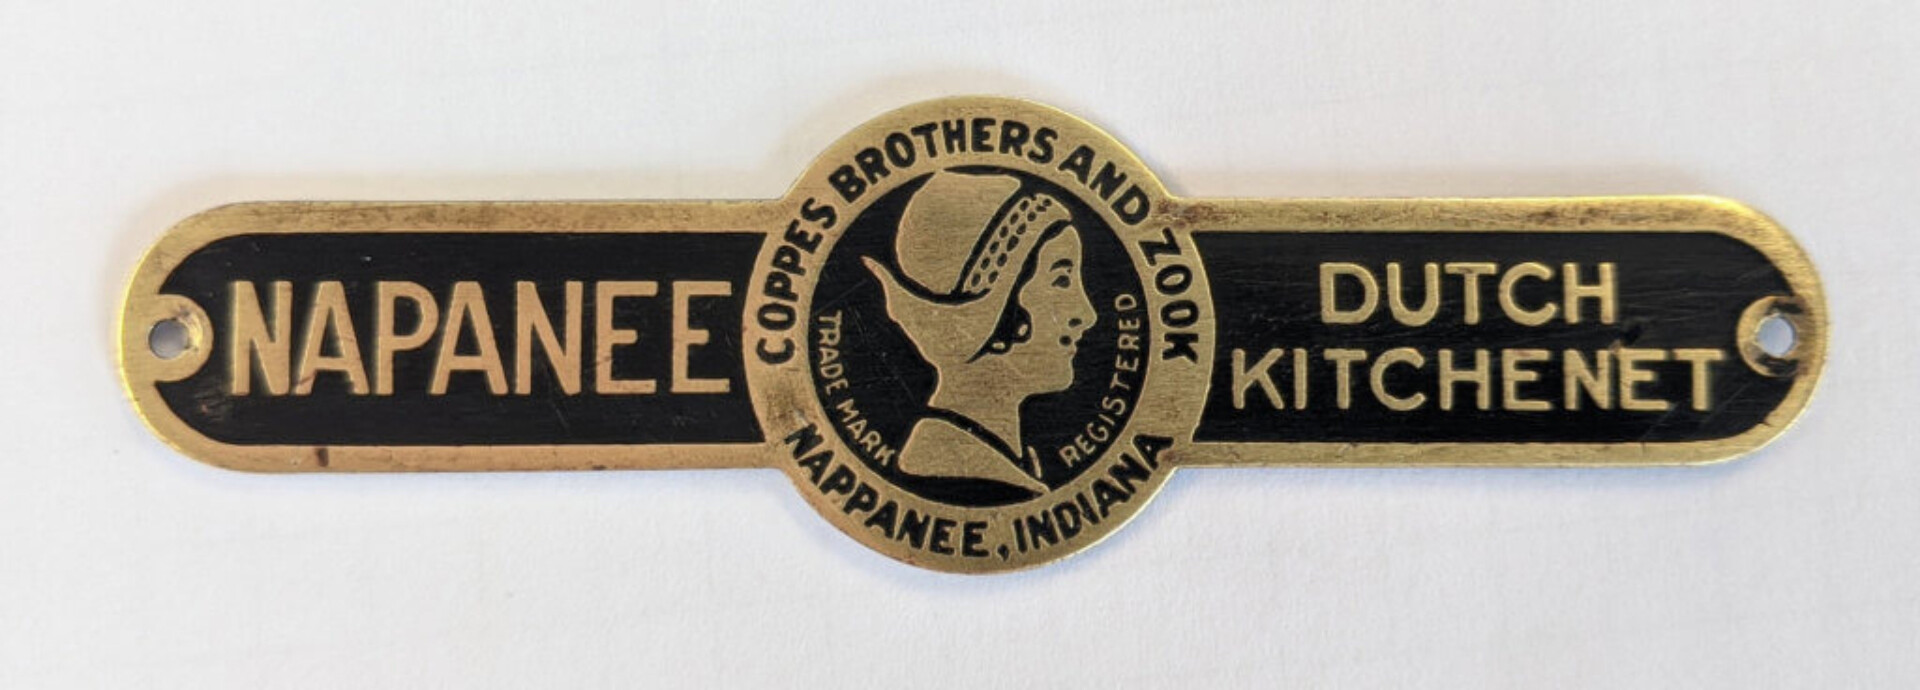 NAPANEE
COPPES BROTHERS AND ZOOK
TRADE MARK
REGISTERED
NAPPANEE, INDIANA
DUTCH
KITCHENET